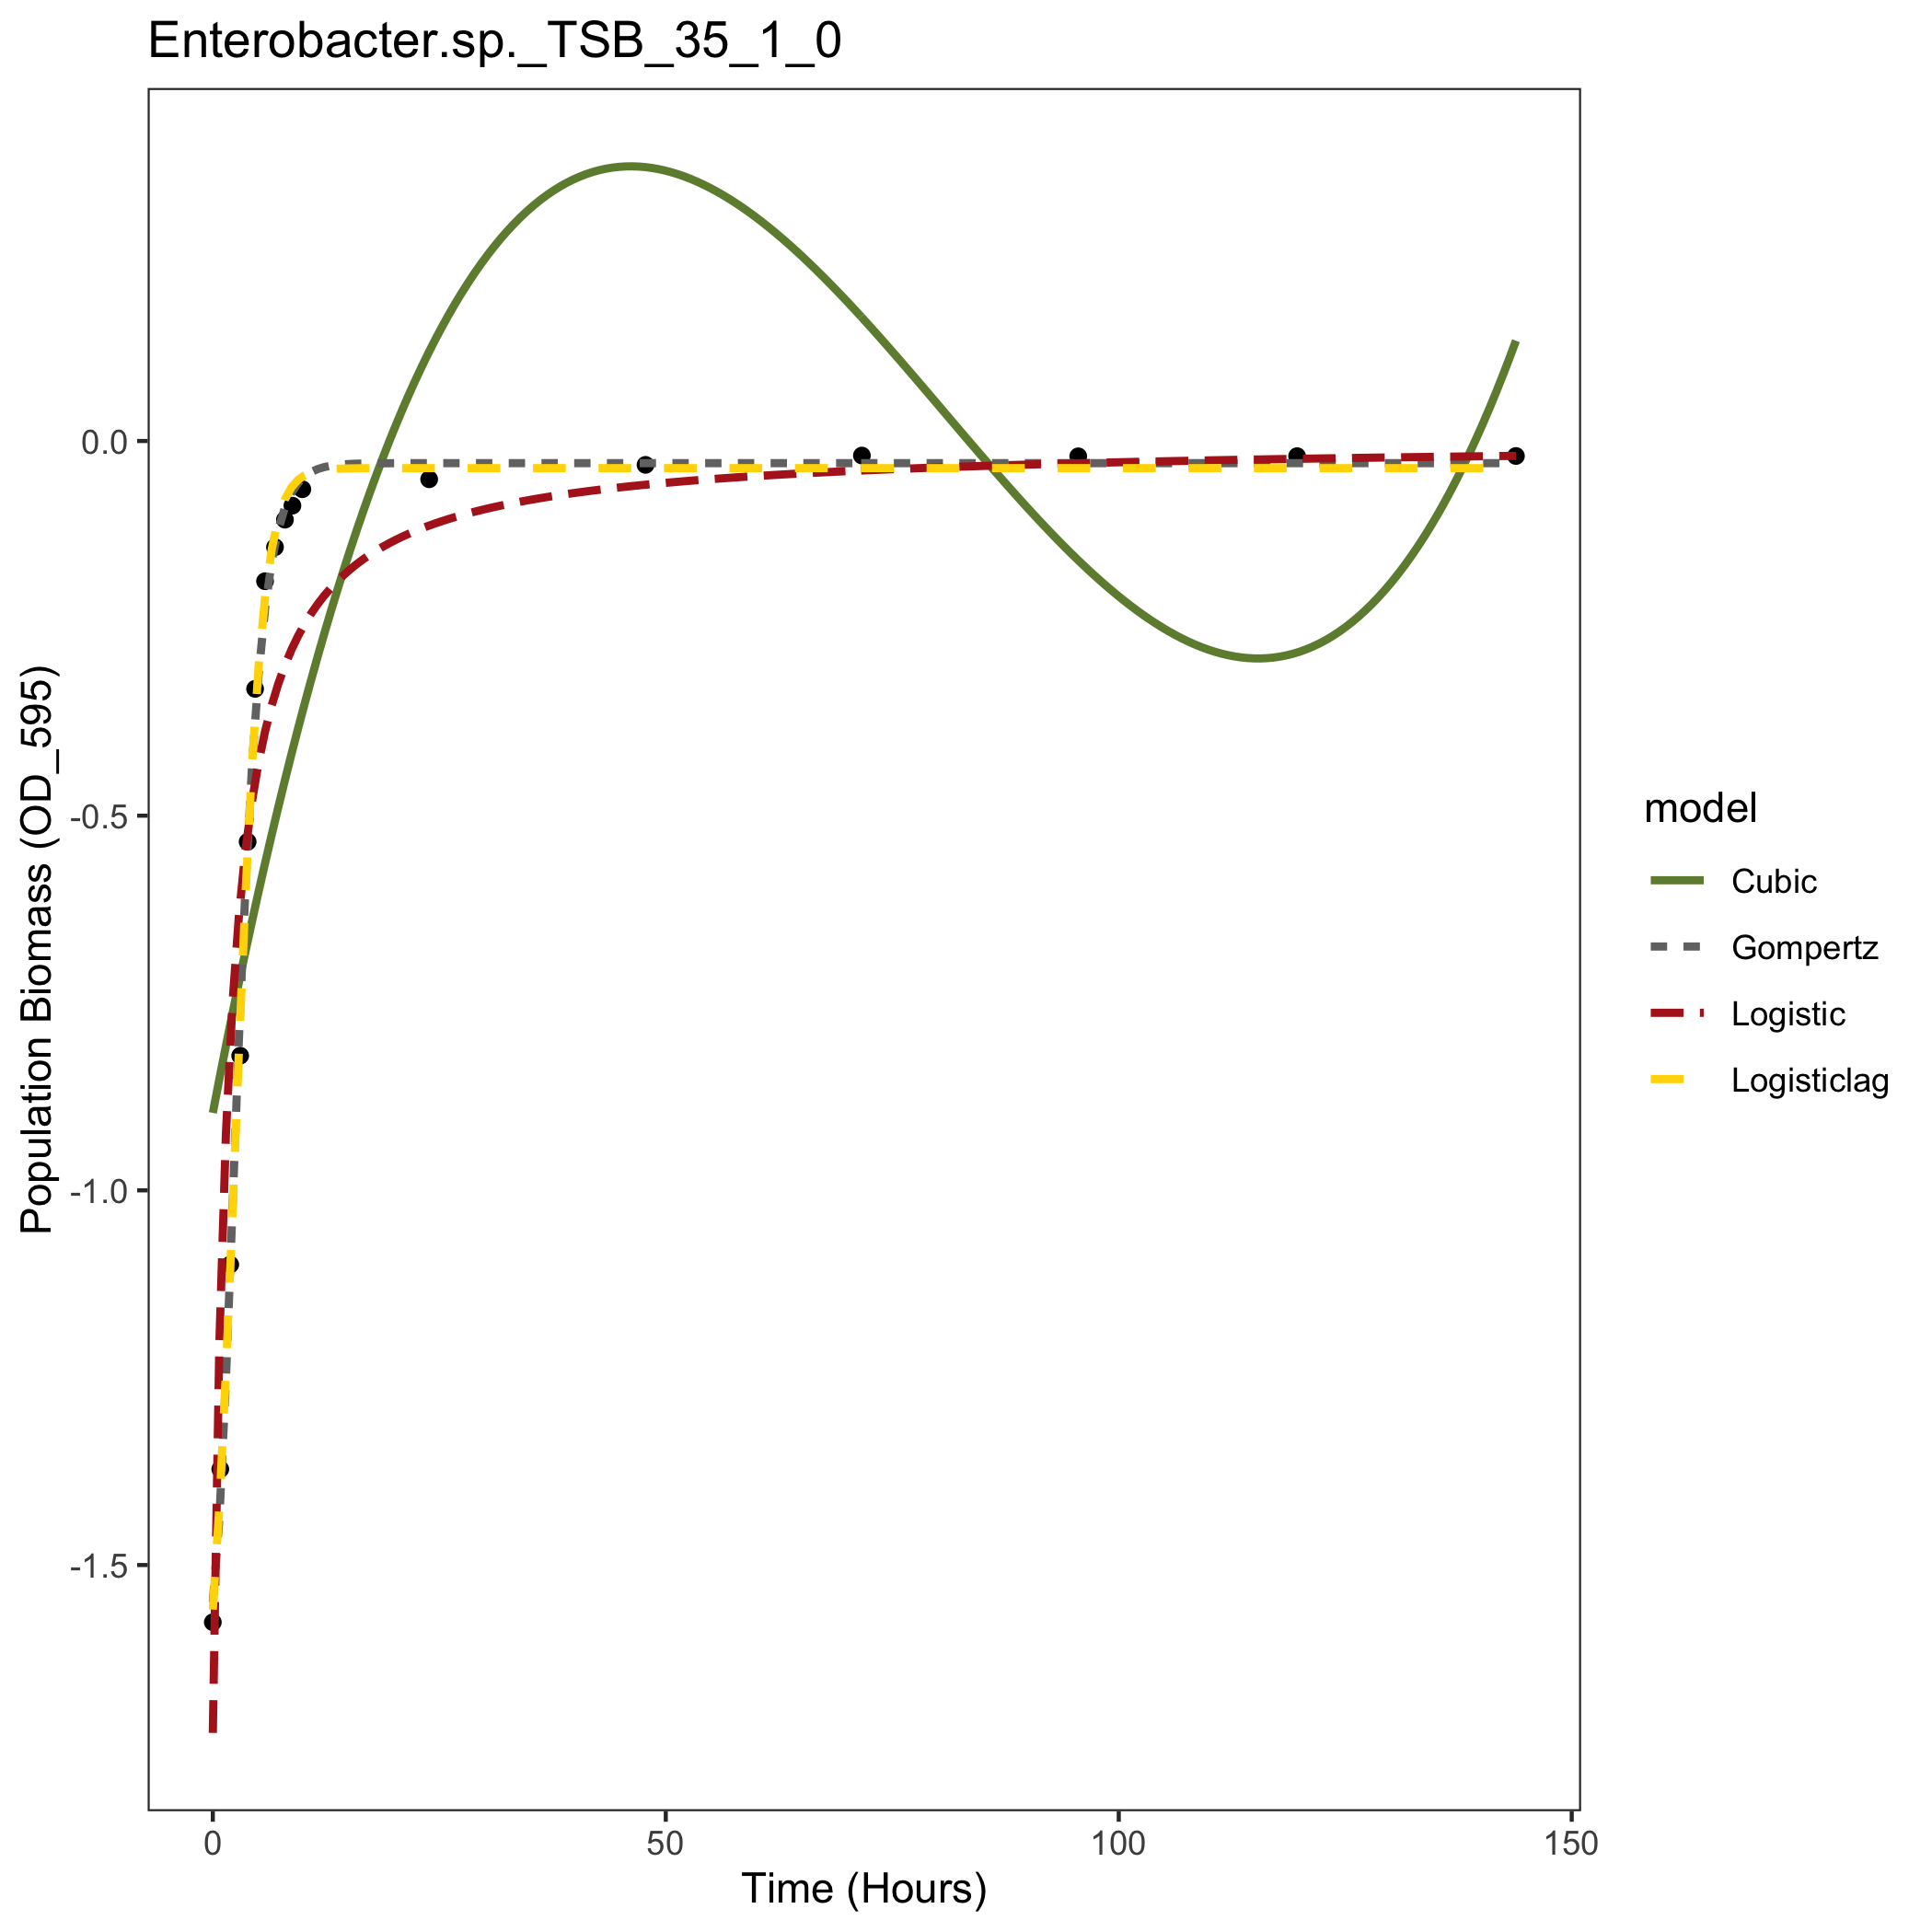 Enterobacter.sp._TSB_35_1_0
Population Biomass (OD_595)
0.0
-0.5
-1.0
-1.5
0
50
100
150
Time (Hours)
model
Cubic
Gompertz
Logistic
Logisticlag